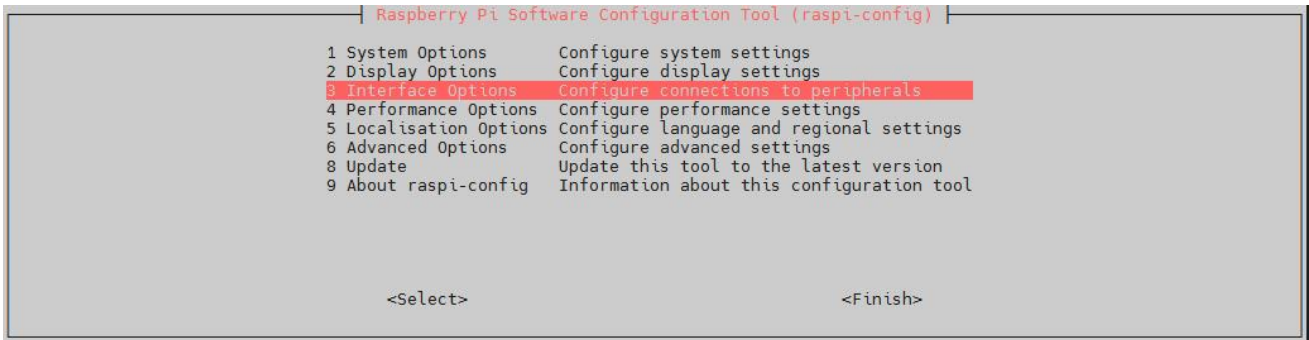 Raspberry Pi Software Configuration Tool (raspi-config)
1 System Options Configure system settings
2 Display Options Configure display settings
3 Interface Options Configure connections to peripherals
4 Performance Options Configure performance settings
5 Localisation Options Configure language and regional settings
6 Advanced Options Configure advanced settings
8 Update Update this tool to the latest version
9 About raspi-config Information about this configuration tool
<Select> <Finish>